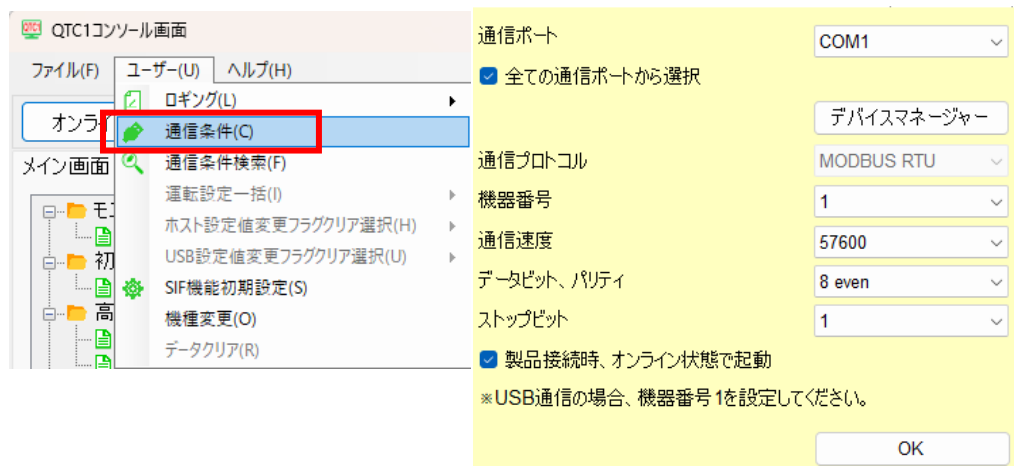 QTC1コンソール画面
ファイル(F) ユーザー(U) ヘルプ(H)
ロギング(L)
オンラ
通信条件(C)
メイン画面
通信条件検索(F)
運転設定一括(I)
モ
ホスト設定値変更フラグクリア選択(H)
初
USB設定値変更フラグクリア選択(U)
SIF機能初期設定(S)
高
機種変更(O)
データクリア(R)
通信ポート
COM1
全ての通信ポートから選択
デバイスマネージャー
通信プロトコル
MODBUS RTU
機器番号
1
通信速度
57600
データビット、パリティ
8 even
ストップビット
1
製品接続時、オンライン状態で起動
※USB通信の場合、機器番号1を設定してください。
OK